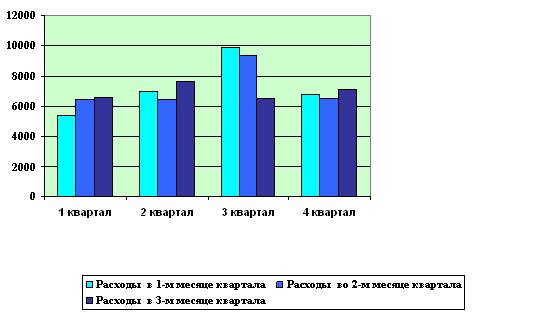 12000
10000
8000
6000
4000
2000
0
1 квартал 2 квартал 3 квартал 4 квартал
Расходы в 1-м месяце квартала Расходы во 2-м месяце квартала
Расходы в 3-м месяце квартала